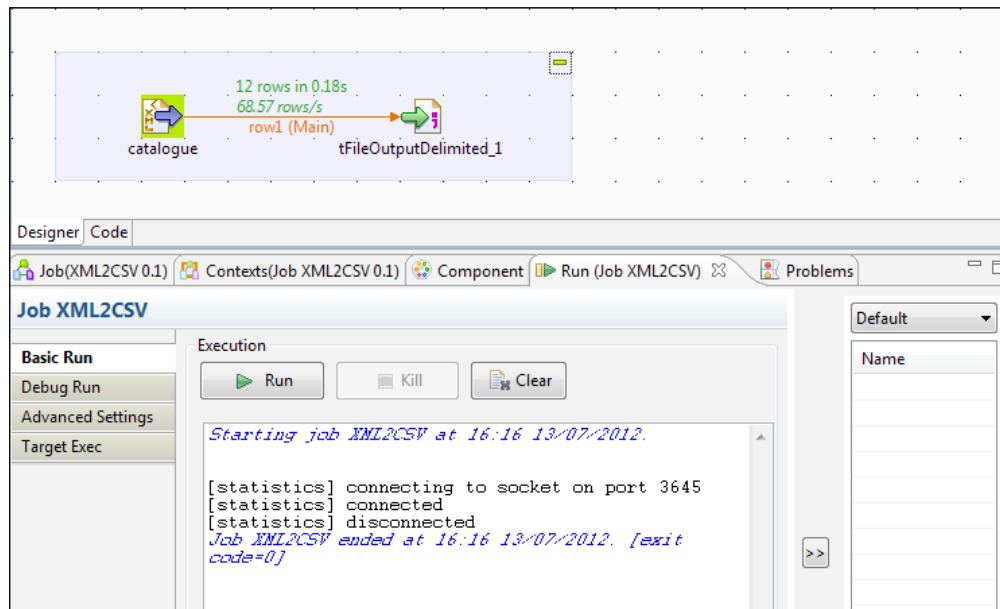 12 rows in 0.18s
68.57 rows/s
row1 (Main)
catalogue
tFileOutputDelimited_1
Designer
Code
Job(XML2CSV 0.1)
Contexts(Job XML2CSV 0.1)
Component
Run (Job XML2CSV)
Problems
Job XML2CSV
Default
Basic Run
Debug Run
Advanced Settings
Target Exec
Execution
Run
Kill
Clear
Name
Starting job XML2CSV at 16:16 13/07/2012.
[statistics] connecting to socket on port 3645
[statistics] connected
[statistics] disconnected
Job XML2CSV ended at 16:16 13/07/2012. [exit
code=0]
>>